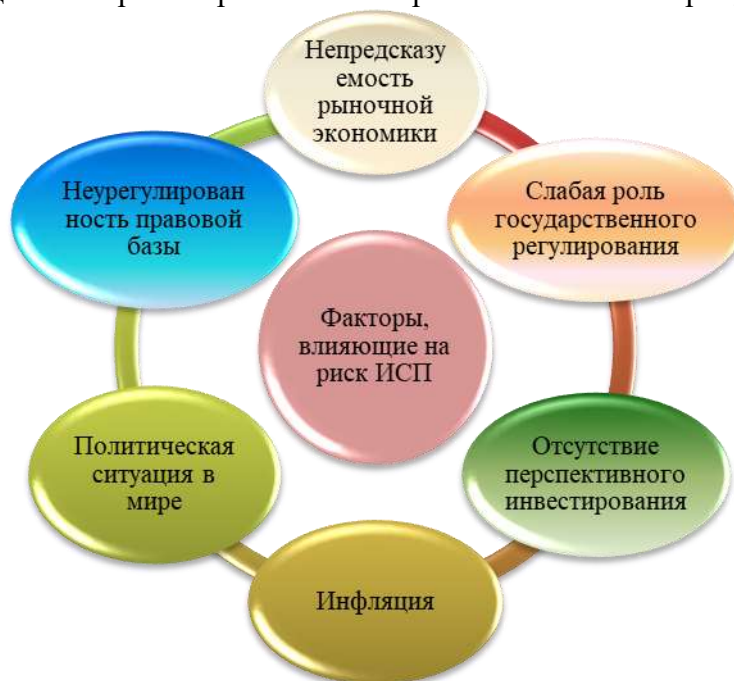 Непредсказу
емость
рыночной
экономики
Слабая роль
государственного
регулирования
Отсутствие
перспективного
инвестирования
Инфляция
Политическая
ситуация в
мире
Неурегулирован
ность правовой
базы
Факторы,
влияющие на
риск ИСП